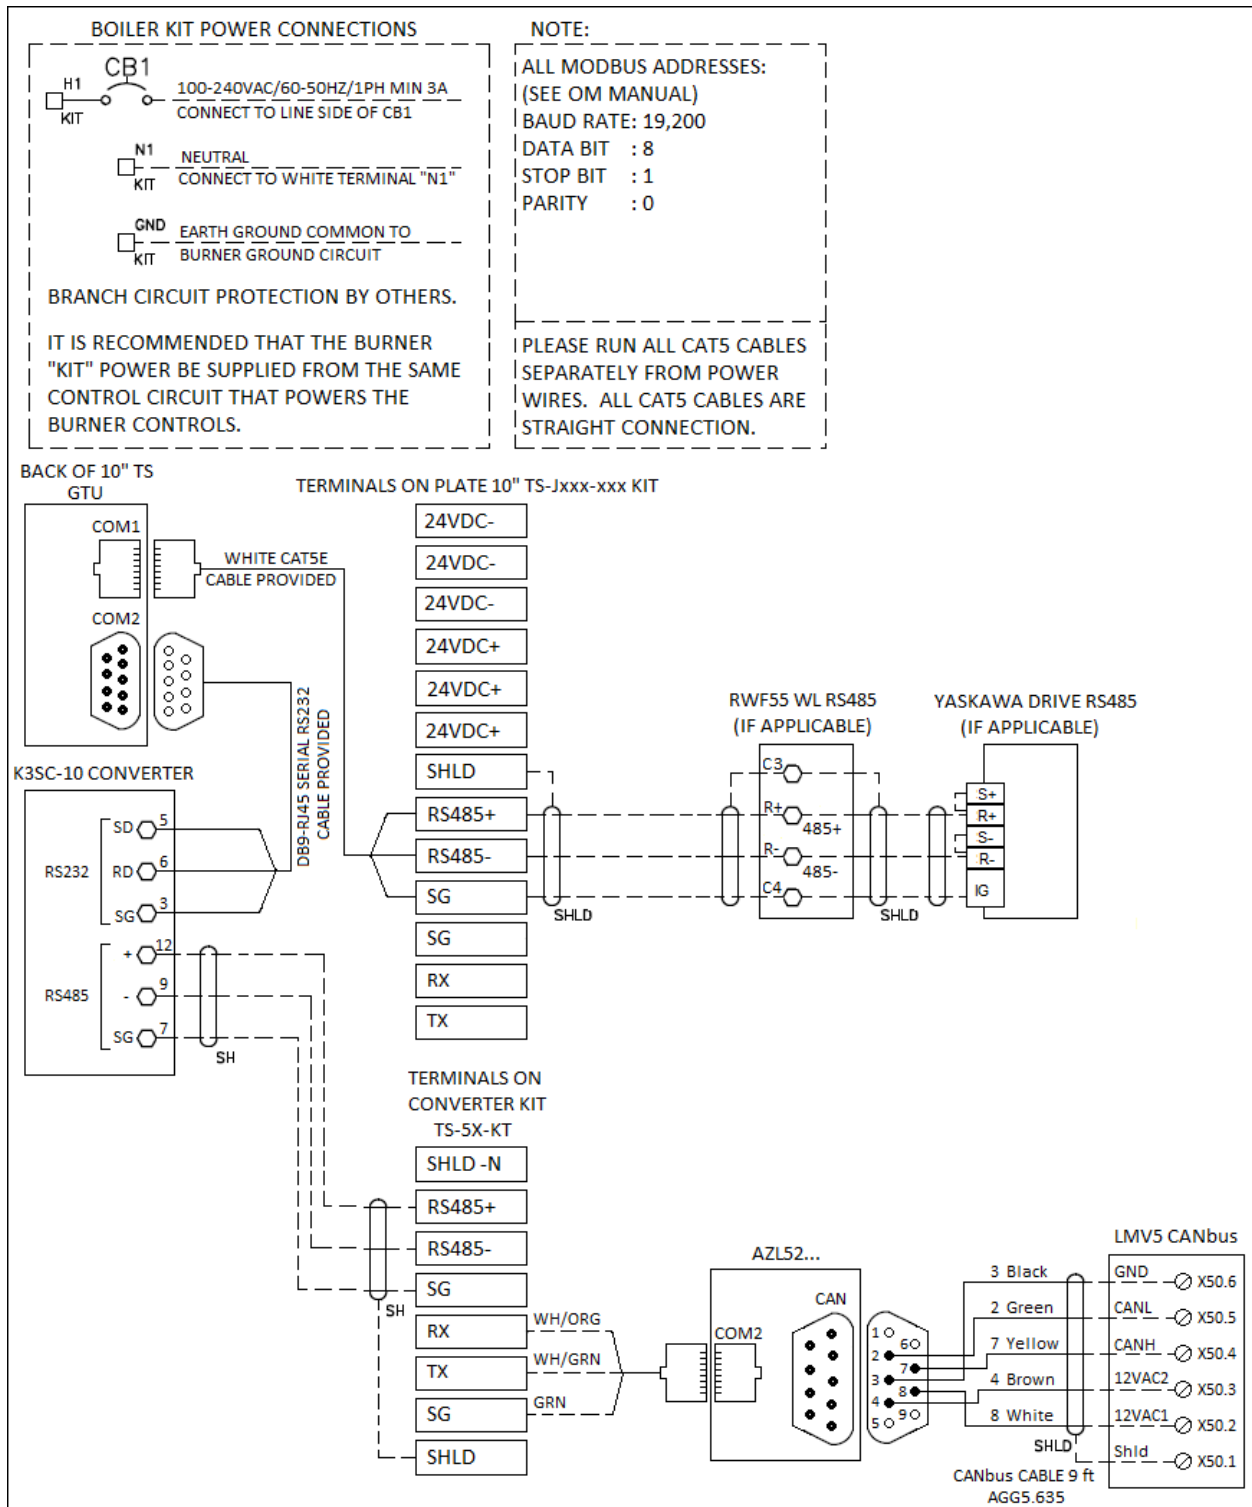 BOILER KIT POWER CONNECTIONS
CB1
H1
KIT
100-240VAC/60-50HZ/1PH MIN 3A
CONNECT TO LINE SIDE OF CB1
N1
KIT
NEUTRAL
CONNECT TO WHITE TERMINAL "N1"
GND
KIT
EARTH GROUND COMMON TO
BURNER GROUND CIRCUIT
BRANCH CIRCUIT PROTECTION BY OTHERS.
IT IS RECOMMENDED THAT THE BURNER
"KIT" POWER BE SUPPLIED FROM THE SAME
CONTROL CIRCUIT THAT POWERS THE
BURNER CONTROLS.
NOTE:
ALL MODBUS ADDRESSES:
(SEE OM MANUAL)
BAUD RATE: 19,200
DATA BIT : 8
STOP BIT : 1
PARITY : 0
PLEASE RUN ALL CAT5 CABLES
SEPARATELY FROM POWER
WIRES. ALL CAT5 CABLES ARE
STRAIGHT CONNECTION.
BACK OF 10" TS
GTU
COM1
COM2
WHITE CAT5E
CABLE PROVIDED
DB9-RJ45 SERIAL RS232
CABLE PROVIDED
K3SC-10 CONVERTER
RS232
SD
5
RD
6
SG
3
RS485
+
12
-
9
SG
7
SH
TERMINALS ON PLATE 10" TS-Jxxx-xxx KIT
24VDC-
24VDC-
24VDC-
24VDC+
24VDC+
24VDC+
SHLD
RS485+
RS485-
SG
SG
RX
TX
SHLD
RWF55 WL RS485
(IF APPLICABLE)
C3
R+
485+
R-
485-
C4
SHLD
YASKAWA DRIVE RS485
(IF APPLICABLE)
S+
R+
S-
R-
IG
TERMINALS ON
CONVERTER KIT
TS-5X-KT
SHLD -N
RS485+
RS485-
SG
RX
TX
SG
SHLD
SH
WH/ORG
WH/GRN
GRN
AZL52...
COM2
CAN
1
2
3
4
5
6
7
8
9
3 Black
2 Green
7 Yellow
4 Brown
8 White
SHLD
CANbus CABLE 9 ft
AGG5.635
LMV5 CANbus
GND
X50.6
CANL
X50.5
CANH
X50.4
12VAC2
X50.3
12VAC1
X50.2
Shld
X50.1